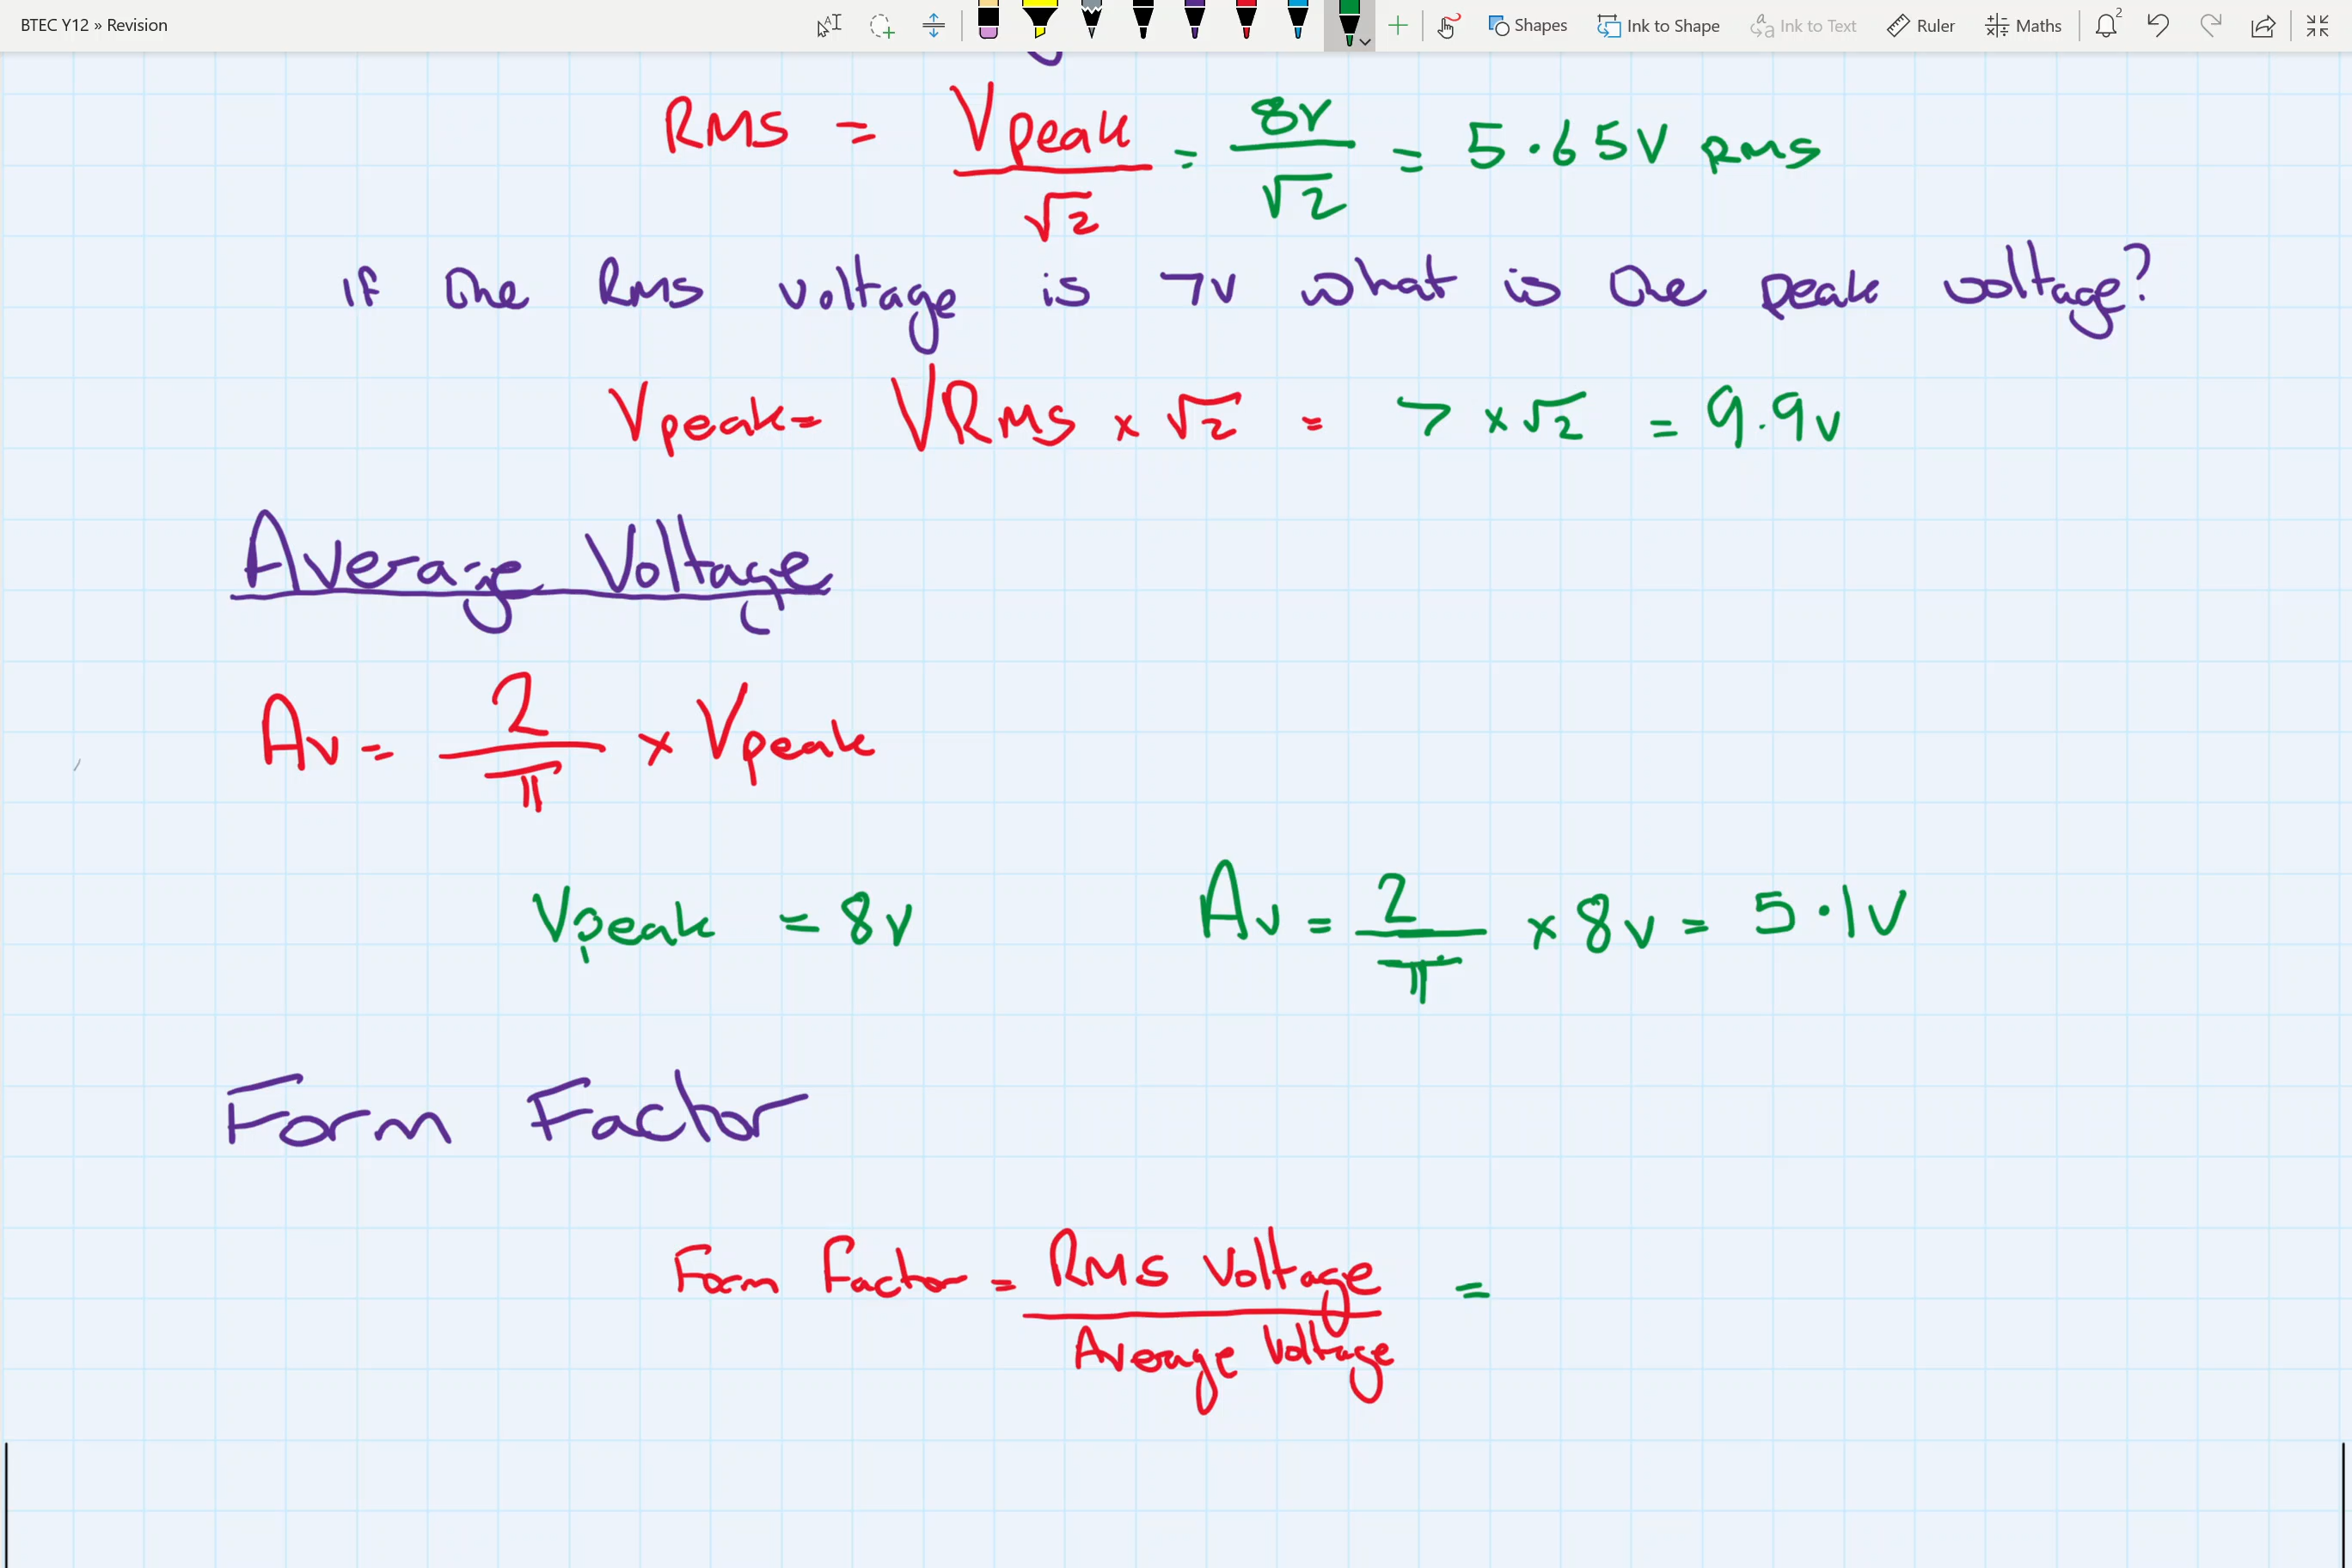 BTEC Y12 » Revision
Shapes Ink to Shape Ink to Text Ruler Maths 2
RMS = Vpeak/√2 = 8v/√2 = 5.65V RMS
if the RMS voltage is 7v what is the peak voltage?
Vpeak = VRMS x √2 = 7 x √2 = 9.9v
Average Voltage
Av = 2/π x Vpeak
Vpeak = 8v Av = 2/π x 8v = 5.1V
Form Factor
Form Factor = RMS Voltage/Average Voltage =